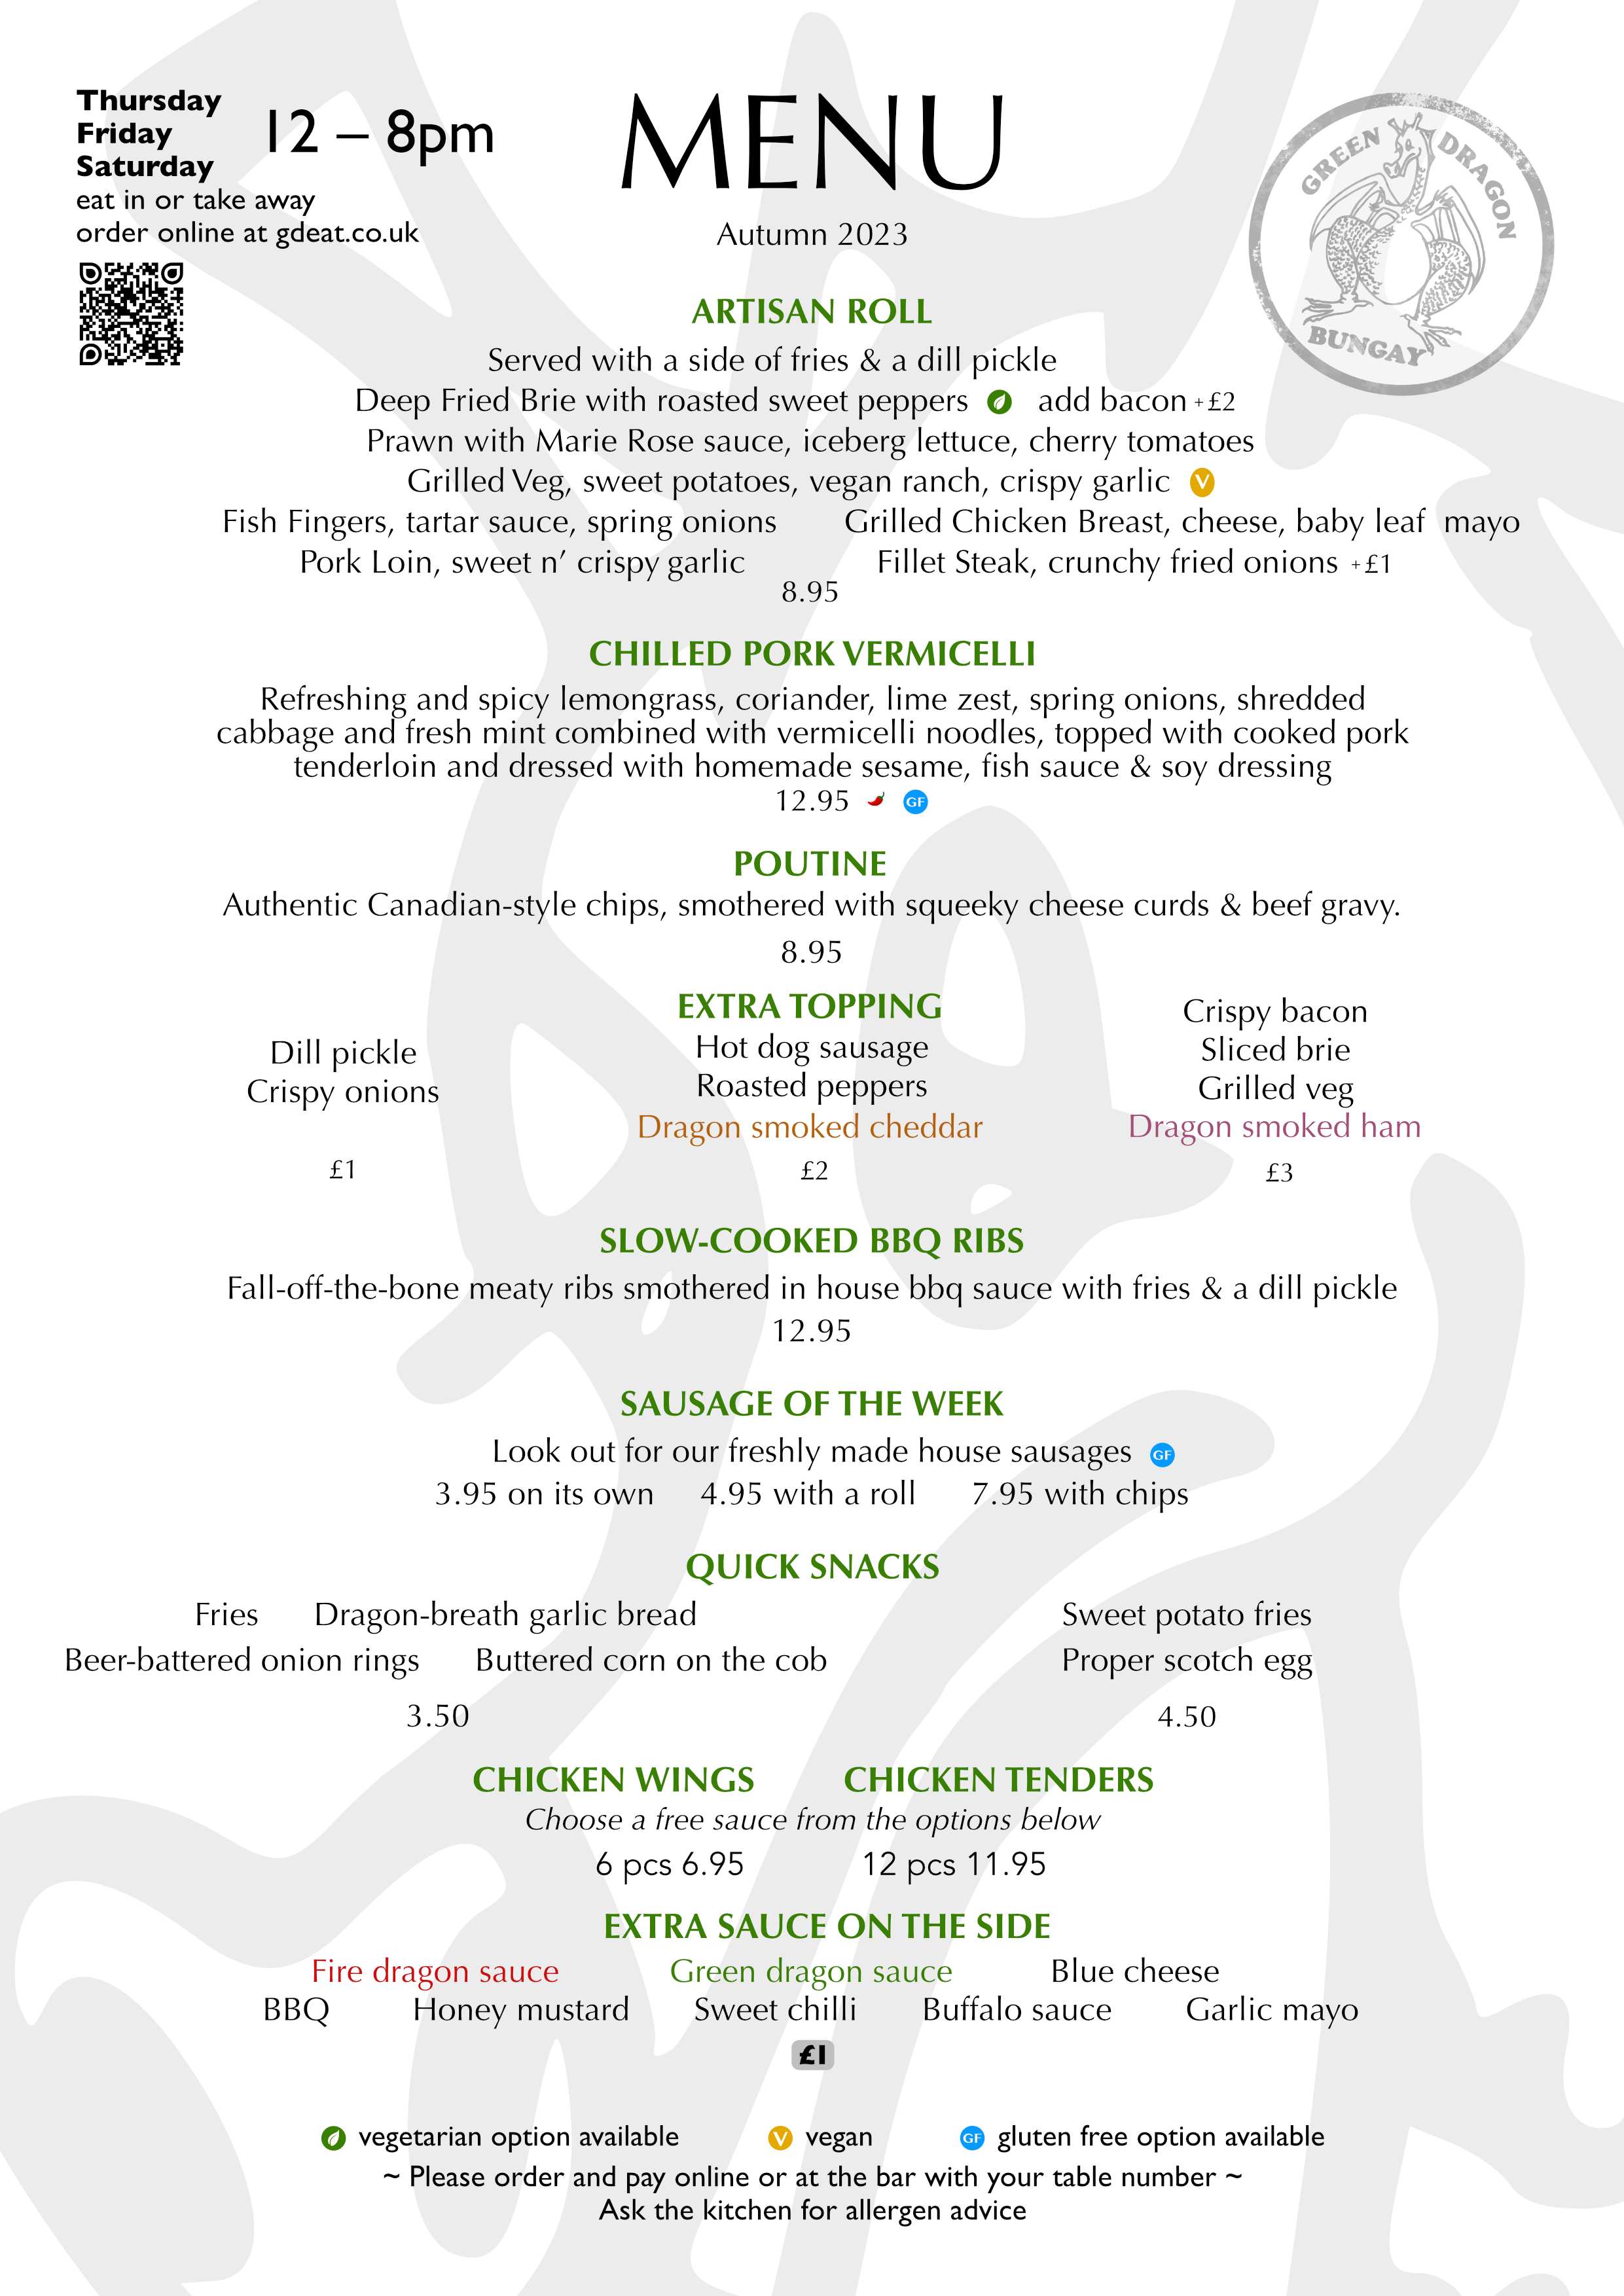 Thursday
Friday
Saturday
12 – 8pm
eat in or take away
order online at gdeat.co.uk
MENU
Autumn 2023
GREEN DRAGON
BUNGAY
ARTISAN ROLL
Served with a side of fries & a dill pickle
Deep Fried Brie with roasted sweet peppers add bacon +£2
Prawn with Marie Rose sauce, iceberg lettuce, cherry tomatoes
Grilled Veg, sweet potatoes, vegan ranch, crispy garlic V
Fish Fingers, tartar sauce, spring onions Grilled Chicken Breast, cheese, baby leaf mayo
Pork Loin, sweet n’ crispy garlic Fillet Steak, crunchy fried onions +£1
8.95
CHILLED PORK VERMICELLI
Refreshing and spicy lemongrass, coriander, lime zest, spring onions, shredded
cabbage and fresh mint combined with vermicelli noodles, topped with cooked pork
tenderloin and dressed with homemade sesame, fish sauce & soy dressing
12.95 GF
POUTINE
Authentic Canadian-style chips, smothered with squeeky cheese curds & beef gravy.
8.95
EXTRA TOPPING
Dill pickle
Crispy onions
£1
Hot dog sausage
Roasted peppers
Dragon smoked cheddar
£2
Crispy bacon
Sliced brie
Grilled veg
Dragon smoked ham
£3
SLOW-COOKED BBQ RIBS
Fall-off-the-bone meaty ribs smothered in house bbq sauce with fries & a dill pickle
12.95
SAUSAGE OF THE WEEK
Look out for our freshly made house sausages GF
3.95 on its own 4.95 with a roll 7.95 with chips
QUICK SNACKS
Fries Dragon-breath garlic bread
Beer-battered onion rings Buttered corn on the cob
3.50
Sweet potato fries
Proper scotch egg
4.50
CHICKEN WINGS CHICKEN TENDERS
Choose a free sauce from the options below
6 pcs 6.95 12 pcs 11.95
EXTRA SAUCE ON THE SIDE
Fire dragon sauce Green dragon sauce Blue cheese
BBQ Honey mustard Sweet chilli Buffalo sauce Garlic mayo
£1
vegetarian option available V vegan GF gluten free option available
~ Please order and pay online or at the bar with your table number ~
Ask the kitchen for allergen advice